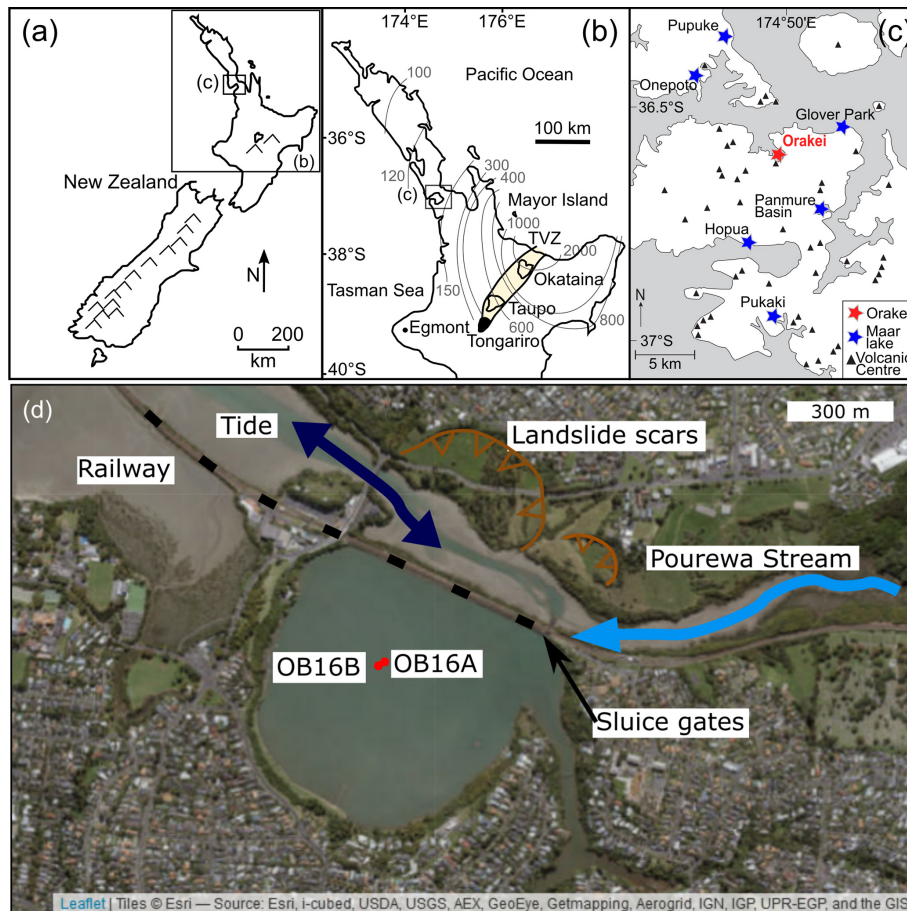 (a)
(c)
(b)
New Zealand
N
0 200
km
174°E 176°E
(b)
100
Pacific Ocean
36°S
100 km
120
(c)
300
400
Mayor Island
1000
TVZ
2000
38°S
Okataina
Tasman Sea
150
Taupo
Egmont
600
800
Tongariro
40°S
174°50'E
(c)
Pupuke
Onepoto
36.5°S
Glover Park
Orakei
Panmure
Basin
Hopua
N
Pukaki
37°S
5 km
Orake
Maar
lake
Volcanic
Centre
(d)
300 m
Tide
Landslide scars
Railway
Pourewa Stream
OB16B
OB16A
Sluice gates
Leaflet | Tiles © Esri — Source: Esri, i-cubed, USDA, USGS, AEX, GeoEye, Getmapping, Aerogrid, IGN, IGP, UPR-EGP, and the GIS